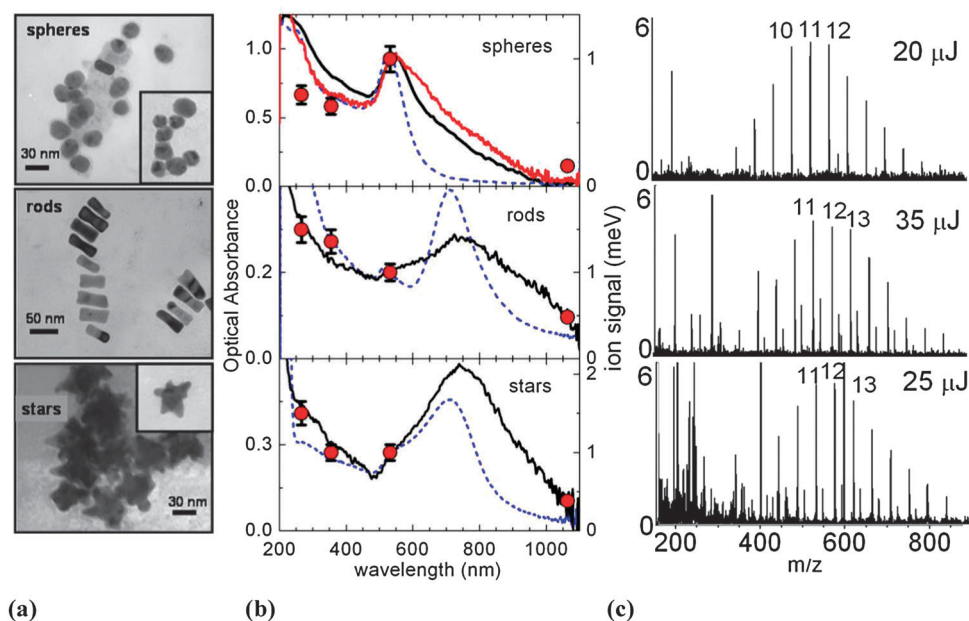 spheres
30 nm
rods
50 nm
stars
30 nm
(a)
Optical Absorbance
1.0
0.5
0.0
spheres
1
0
0.2
0.0
rods
2
1
0
0.3
0.0
stars
2
1
0
200 400 600 800 1000
wavelength (nm)
ion signal (meV)
(b)
6
0
10 11 12
20 µJ
6
0
11 12 13
35 µJ
6
0
11 12 13
25 µJ
200 400 600 800
m/z
(c)